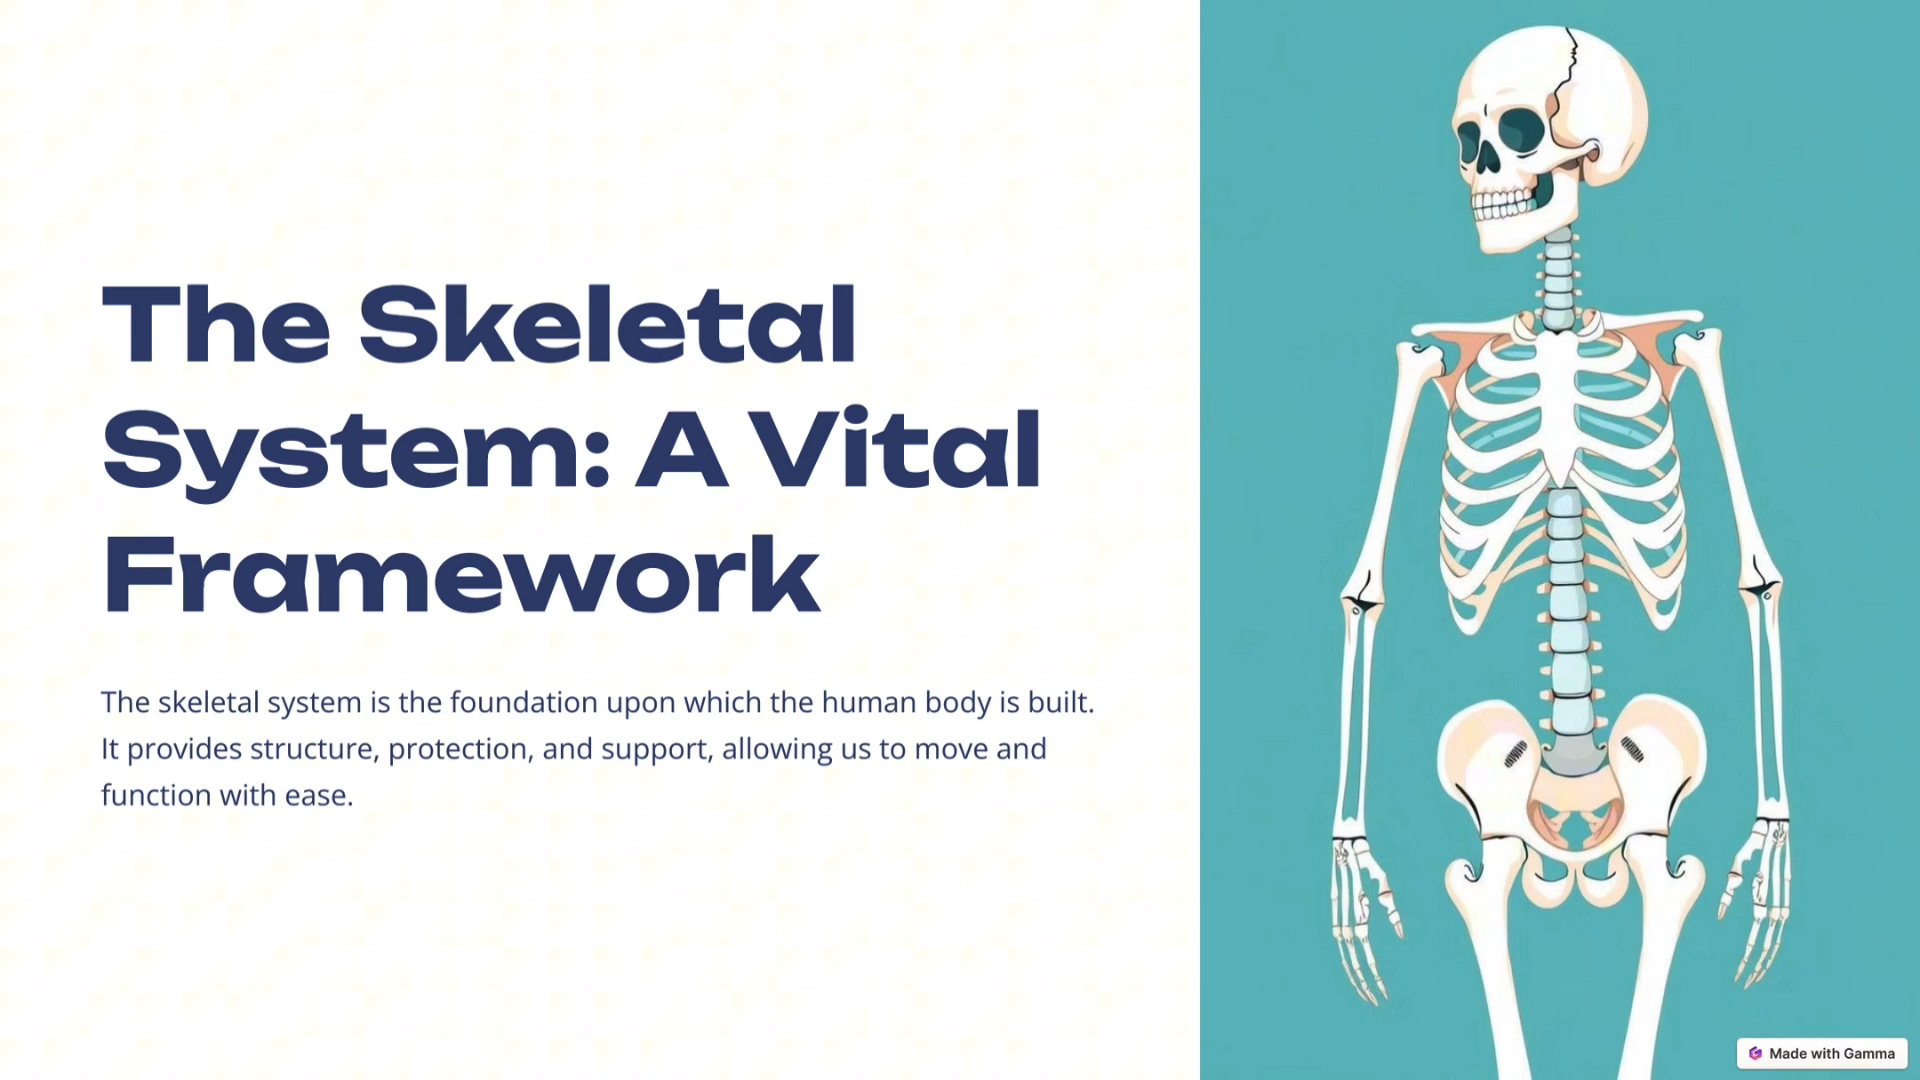 The Skeletal
System: A Vital
Framework
The skeletal system is the foundation upon which the human body is built.
It provides structure, protection, and support, allowing us to move and
function with ease.
Made with Gamma